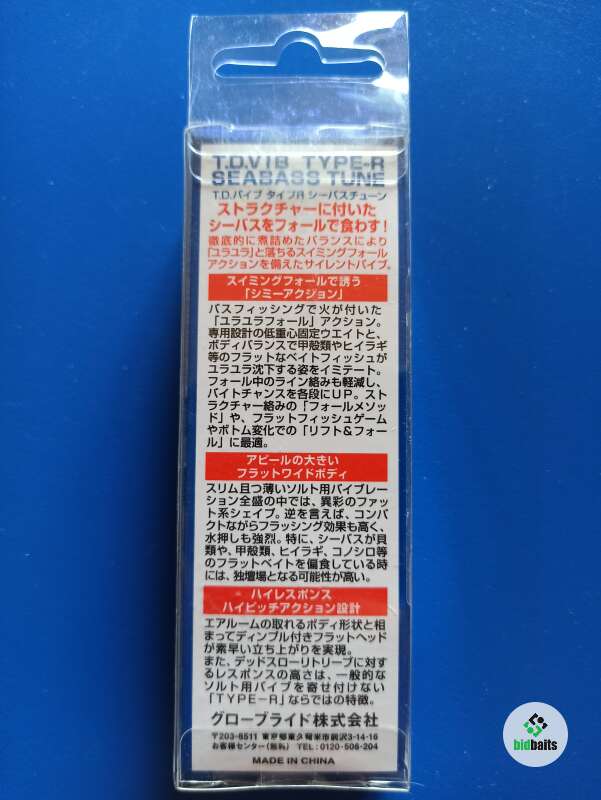 T.D.VIB TYPE-R
SEABASS TUNE
T.D.バイブ タイプR シーバスチューン
ストラクチャーに付いた
シーバスをフォールで食わす!
徹底的に煮詰めたバランスにより
「ユラユラ」と落ちるスイミングフォール
アクションを備えたサイレントバイブ。
スイミングフォールで誘う
「シミーアクション」
バスフィッシングで火が付いた
「ユラユラフォール」アクション。
専用設計の低重心固定ウエイトと、
ボディバランスで甲殻類やヒイラギ
等のフラットなベイトフィッシュが
ユラユラ沈下する姿をイミテート。
フォール中のライン絡みも軽減し、
バイトチャンスを各段にUP。スト
ラクチャー絡みの「フォールメソッ
ド」や、フラットフィッシュゲーム
やボトム変化での「リフト&フォー
ル」に最適。
アピールの大きい
フラットワイドボディ
スリム且つ薄いソルト用バイブレー
ション全盛の中では、異彩のファッ
ト系シェイプ。逆を言えば、コンパ
クトながらフラッシング効果も高く、
水押しも強烈。特に、シーバスが貝
類や、甲殻類、ヒイラギ、コノシロ等
のフラットベイトを偏食している時
には、独壇場となる可能性が高い。
ハイレスポンス
ハイピッチアクション設計
エアルームの取れるボディ形状と相
まってディンプル付きフラットヘッド
が素早い立ち上がりを実現。
また、デッドスローリトリーブに対す
るレスポンスの高さは、一般的な
ソルト用バイブを寄せ付けない
「TYPE-R」ならではの特徴。
グローブライド株式会社
〒203-8511 東京都東久留米市前沢3-14-16
お客様センター(無料) TEL:0120-506-204
MADE IN CHINA
bidbaits